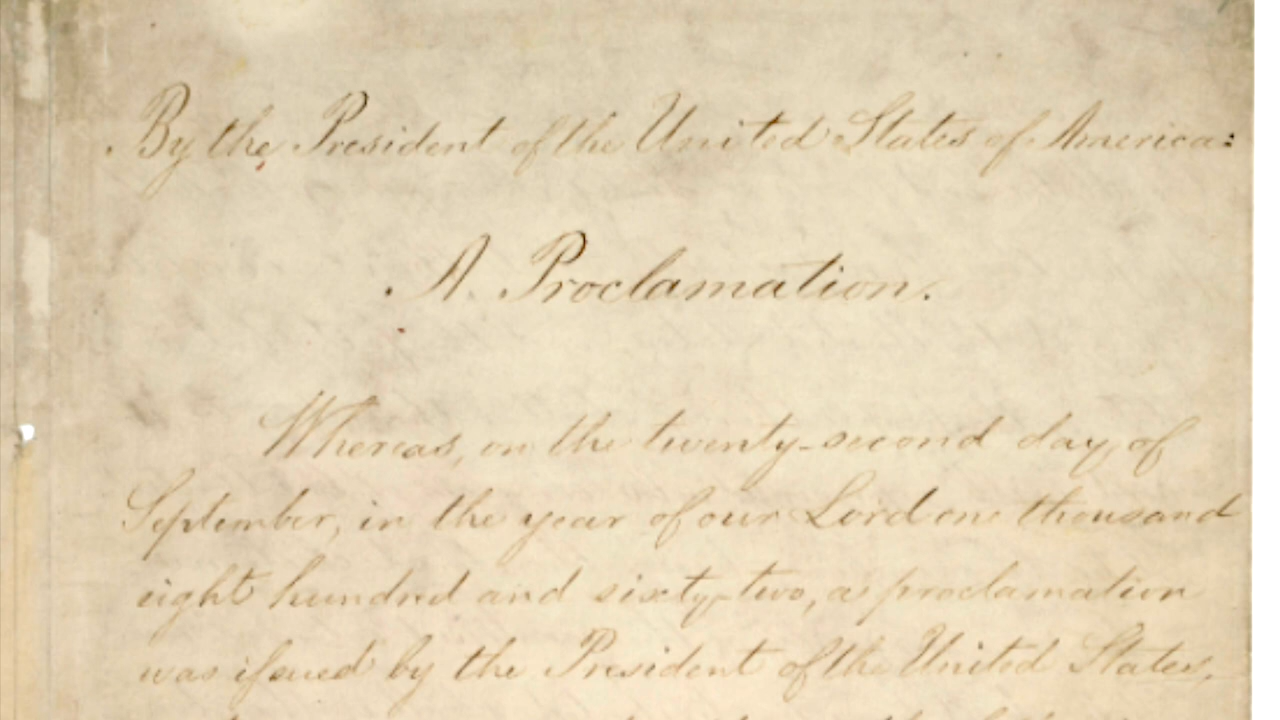 By the President of the United States of America:
A Proclamation.
Whereas, on the twenty-second day of
September, in the year of our Lord one thousand
eight hundred and sixty-two, a proclamation
was issued by the President of the United States,